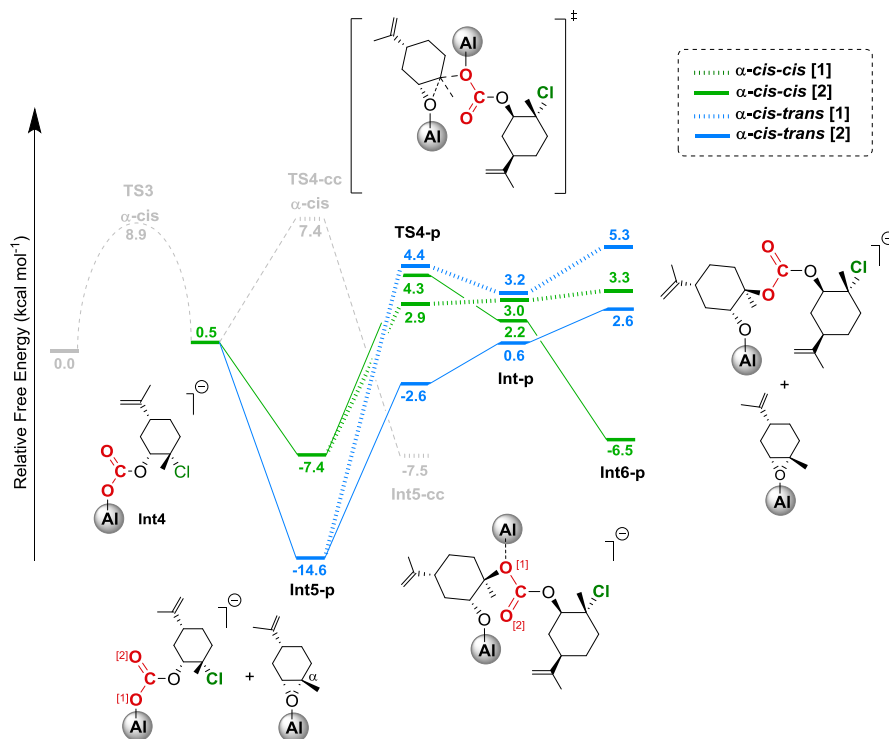 Relative Free Energy (kcal mol⁻¹)
TS3
α-cis
8.9
TS4-cc
α-cis
7.4
‡
Al
O
C
O
O
Cl
O
Al
α-cis-cis [1]
α-cis-cis [2]
α-cis-trans [1]
α-cis-trans [2]
TS4-p
4.4
4.3
2.9
3.2
3.0
2.2
0.6
Int-p
5.3
3.3
2.6
-6.5
Int6-p
0.0
0.5
-7.4
-2.6
-7.5
Int5-cc
-14.6
Int5-p
⊖
O
C
O
O
Cl
Al
Int4
⊖
O
C
O
O
Cl
O
Al
+
O
Al
⊖
[2]O
C
O
Cl
[1]O
Al
+
α
O
Al
⊖
Al
O[1]
C
O
O
[2]
Cl
O
Al